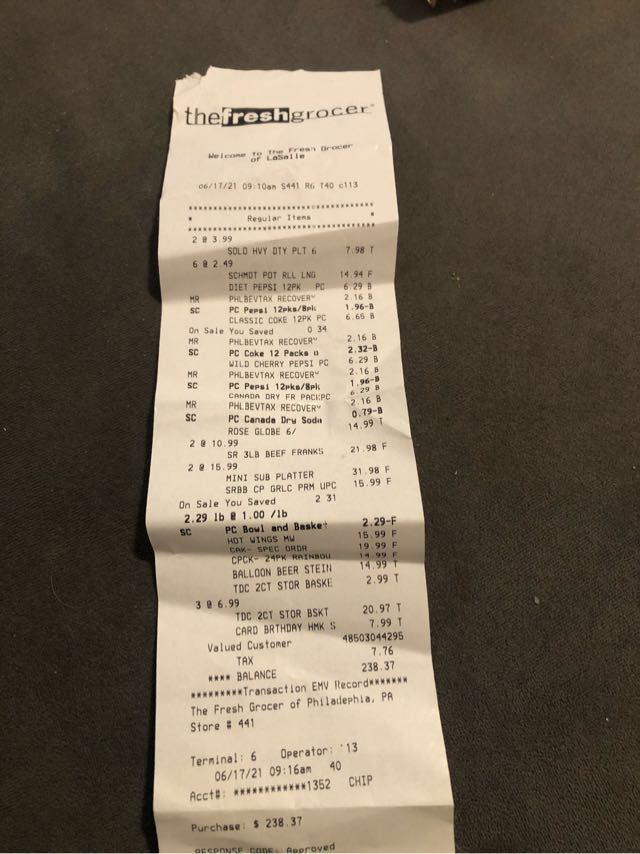 thefreshgrocer
Welcome to The Fresh Grocer
of LaSalle
06/17/21 09:10am S441 R6 T40 c113
****************************
* Regular Items *
2 @ 3.99
SOLO HVY DTY PLT 6 7.98 T
6 @ 2.49
SCHMDT POT RLL LNG 14.94 F
DIET PEPSI 12PK PC 6.29 B
MR PHLBEVTAX RECOVER™ 2.16 B
SC PC Pepsi 12pks/8pk 1.96-B
CLASSIC COKE 12PK PC 6.65 B
On Sale You Saved 0 34
MR PHLBEVTAX RECOVER™ 2.16 B
SC PC Coke 12 Packs o 2.32-B
WILD CHERRY PEPSI PC 6.29 B
MR PHLBEVTAX RECOVER™ 2.16 B
SC PC Pepsi 12pks/8pk 1.96-B
CANADA DRY FR PACKPC 6.29 B
MR PHLBEVTAX RECOVER™ 2.16 B
SC PC Canada Dry Soda 0.79-B
ROSE GLOBE 6/ 14.99 T
2 @ 10.99
SR 3LB BEEF FRANKS 21.98 F
2 @ 15.99
MINI SUB PLATTER 31.98 F
SRBB CP GRLC PRM UPC 15.99 F
On Sale You Saved 2 31
2.29 lb @ 1.00 /lb
SC PC Bowl and Basket 2.29-F
HOT WINGS MW 15.99 F
CAK- SPEC ORDR 19.99 F
CPCK- 24PK RAINBOU 14.99 F
BALLOON BEER STEIN 14.99 T
TDC 2CT STOR BASKE 2.99 T
3 @ 6.99
TDC 2CT STOR BSKT 20.97 T
CARD BRTHDAY HMK S 7.99 T
Valued Customer 48503044295
TAX 7.76
**** BALANCE 238.37
*********Transaction EMV Record*******
The Fresh Grocer of Philadephia, PA
Store # 441
Terminal: 6 Operator: '13
06/17/21 09:16am 40
Acct#: ************1352 CHIP
Purchase: $ 238.37
RESPONSE CODE: Approved